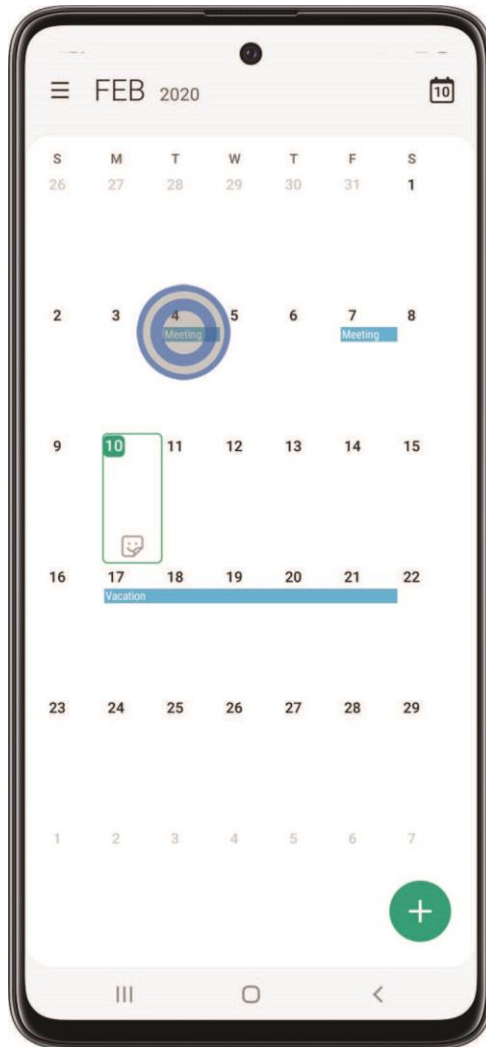 FEB 2020
10
S M T W T F S
26 27 28 29 30 31 1
2 3 4 5 6 7 8
Meeting Meeting
9 10 11 12 13 14 15
16 17 18 19 20 21 22
Vacation
23 24 25 26 27 28 29
1 2 3 4 5 6 7